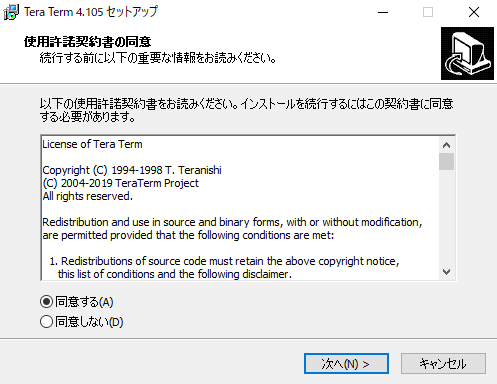 Tera Term 4.105 セットアップ
使用許諾契約書の同意
続行する前に以下の重要な情報をお読みください。
以下の使用許諾契約書をお読みください。インストールを続行するにはこの契約書に同意
する必要があります。
License of Tera Term
Copyright (C) 1994-1998 T. Teranishi
(C) 2004-2019 TeraTerm Project
All rights reserved.
Redistribution and use in source and binary forms, with or without modification,
are permitted provided that the following conditions are met:
1. Redistributions of source code must retain the above copyright notice,
this list of conditions and the following disclaimer.
同意する(A)
同意しない(D)
次へ(N) >
キャンセル